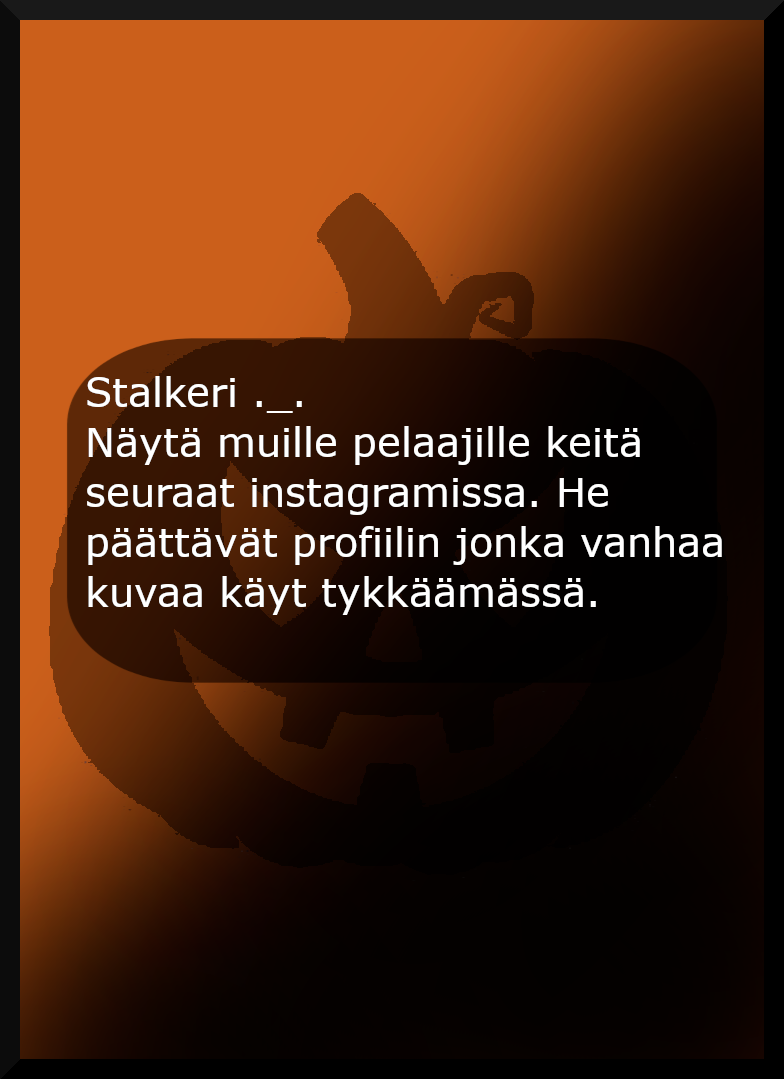 Stalkeri ._.
Näytä muille pelaajille keitä
seuraat instagramissa. He
päättävät profiilin jonka vanhaa
kuvaa käyt tykkäämässä.